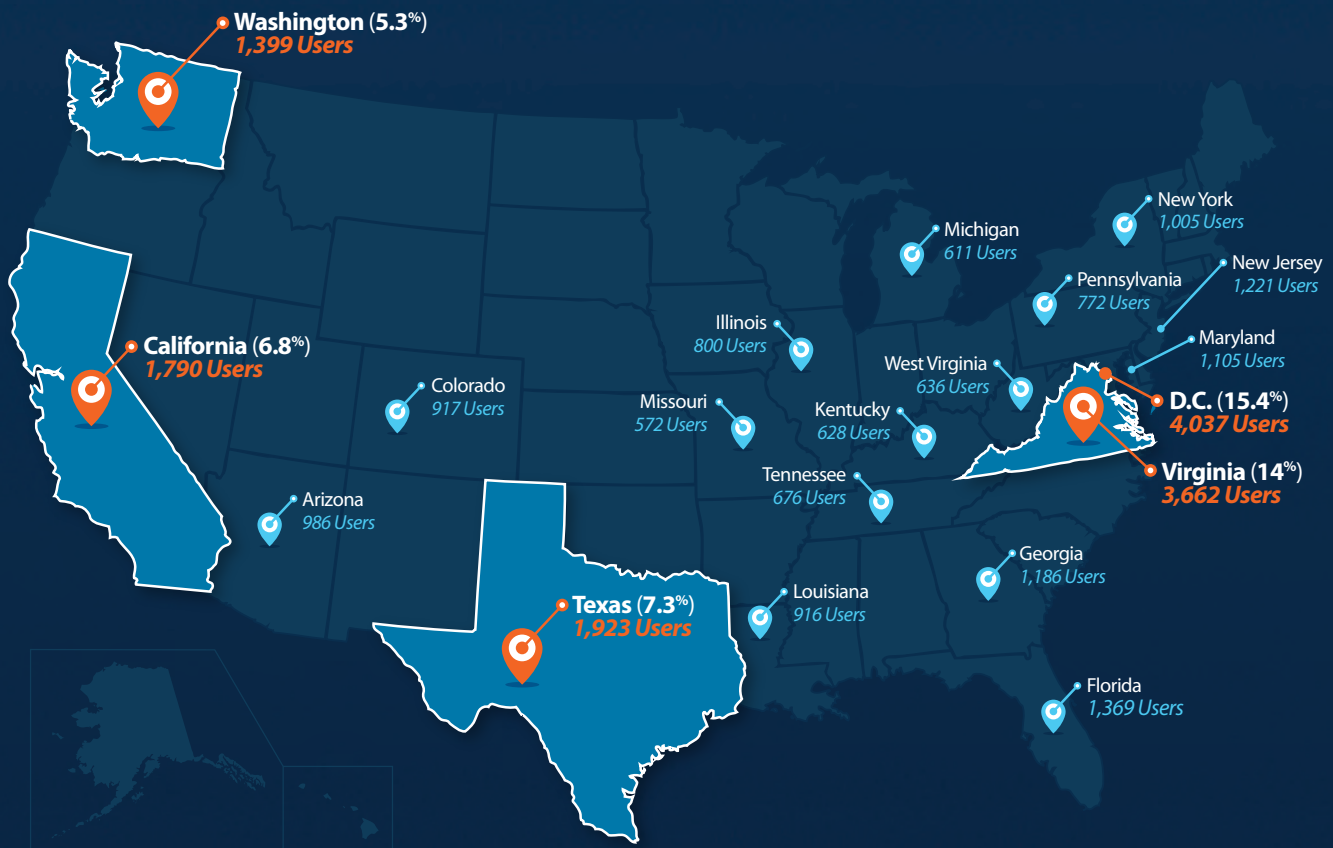 Washington (5.3%)
1,399 Users
New York
1,005 Users
Michigan
611 Users
New Jersey
1,221 Users
Pennsylvania
772 Users
Illinois
800 Users
Maryland
1,105 Users
California (6.8%)
1,790 Users
West Virginia
636 Users
Colorado
917 Users
Missouri
572 Users
D.C. (15.4%)
4,037 Users
Kentucky
628 Users
Virginia (14%)
3,662 Users
Tennessee
676 Users
Arizona
986 Users
Georgia
1,186 Users
Louisiana
916 Users
Texas (7.3%)
1,923 Users
Florida
1,369 Users